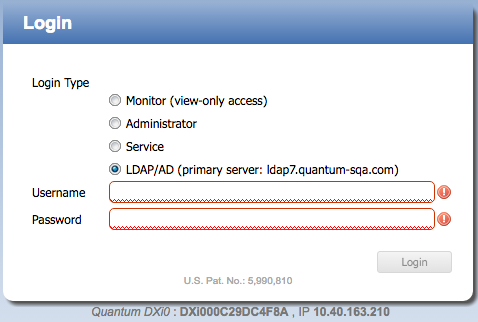 Login
Login Type
Monitor (view-only access)
Administrator
Service
LDAP/AD (primary server: ldap7.quantum-sqa.com)
Username
Password
Login
U.S. Pat. No.: 5,990,810
Quantum DXi0 : DXi000C29DC4F8A , IP 10.40.163.210